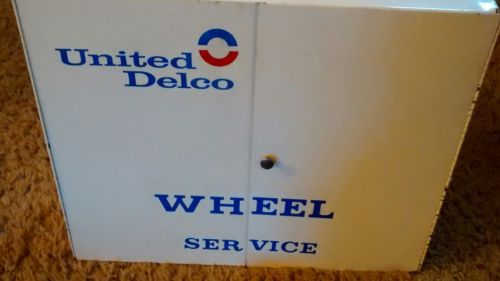 United
Delco
WHEEL
SERVICE